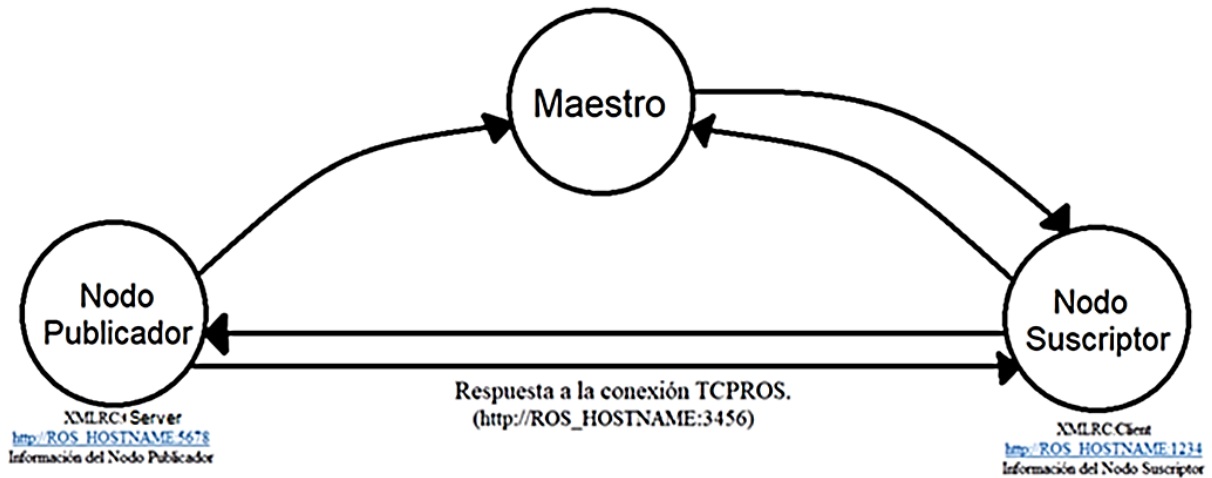 Maestro
Nodo
Publicador
Nodo
Suscriptor
Respuesta a la conexión TCPROS.
(http://ROS_HOSTNAME:3456)
Server
http://ROS_HOSTNAME:5678
Información del Nodo Publicador
XMLRC:Client
http://ROS_HOSTNAME:1234
Información del Nodo Suscriptor